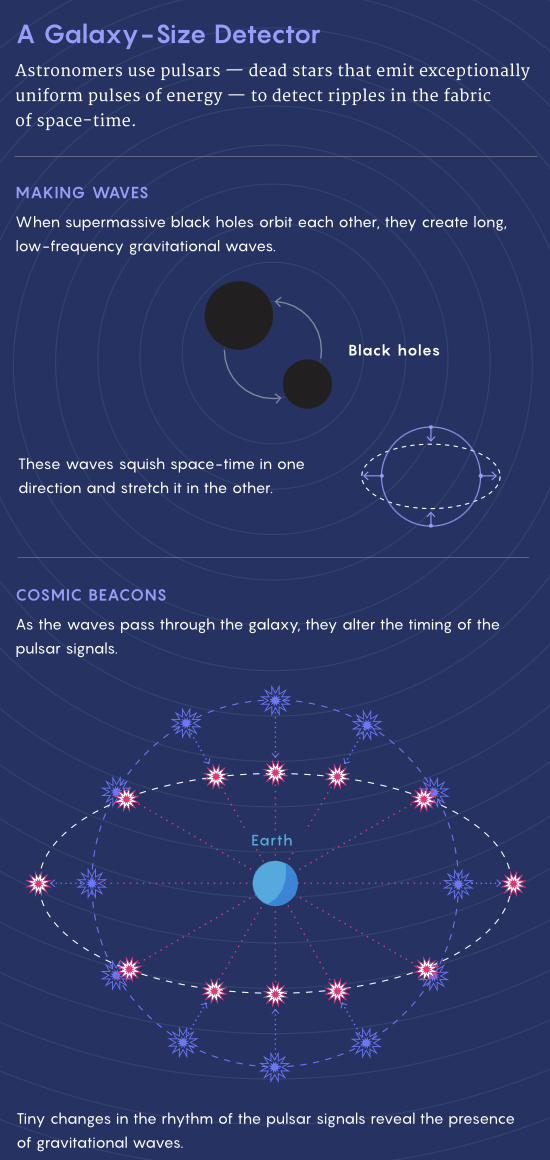 A Galaxy-Size Detector
Astronomers use pulsars — dead stars that emit exceptionally
uniform pulses of energy — to detect ripples in the fabric
of space-time.
MAKING WAVES
When supermassive black holes orbit each other, they create long,
low-frequency gravitational waves.
Black holes
These waves squish space-time in one
direction and stretch it in the other.
COSMIC BEACONS
As the waves pass through the galaxy, they alter the timing of the
pulsar signals.
Earth
Tiny changes in the rhythm of the pulsar signals reveal the presence
of gravitational waves.